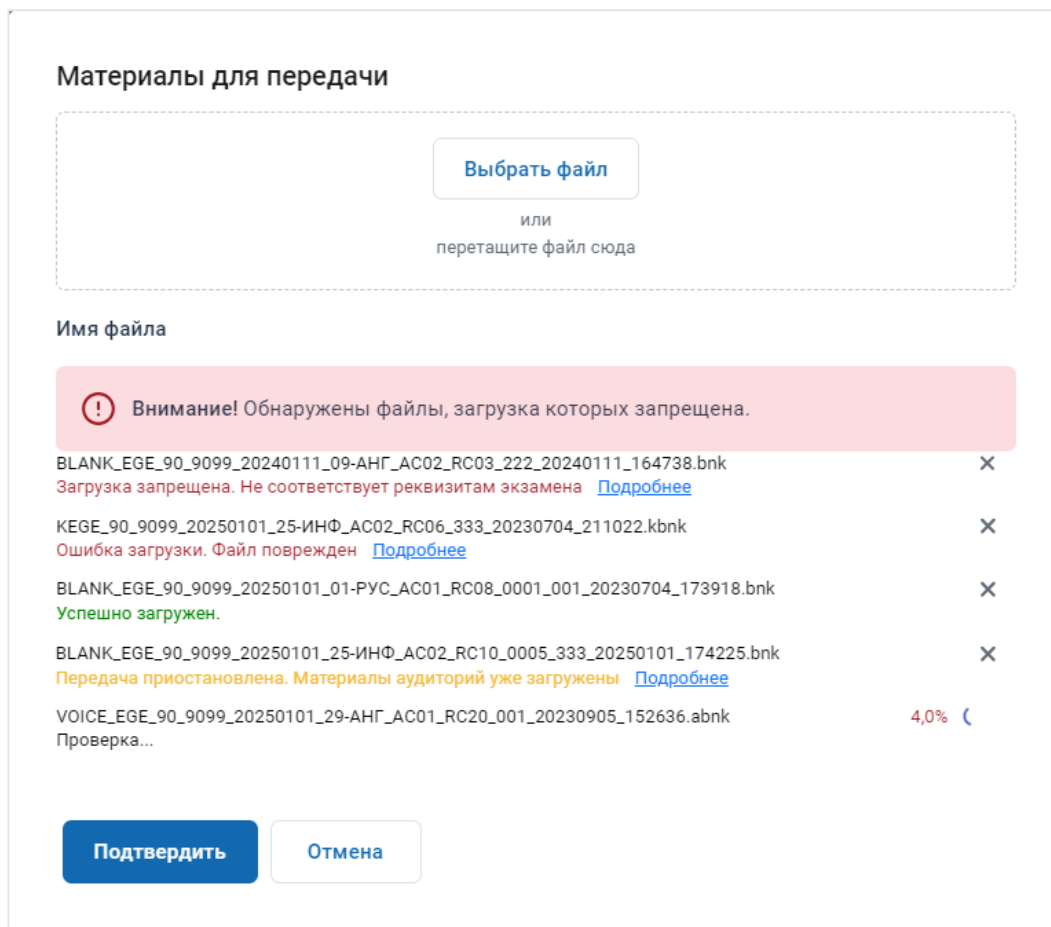 Материалы для передачи
Выбрать файл
или
перетащите файл сюда
Имя файла
Внимание! Обнаружены файлы, загрузка которых запрещена.
BLANK_EGE_90_9099_20240111_09-АНГ_AC02_RC03_222_20240111_164738.bnk
Загрузка запрещена. Не соответствует реквизитам экзамена Подробнее
KEGE_90_9099_20250101_25-ИНФ_AC02_RC06_333_20230704_211022.kbnk
Ошибка загрузки. Файл поврежден Подробнее
BLANK_EGE_90_9099_20250101_01-РУС_AC01_RC08_0001_001_20230704_173918.bnk
Успешно загружен.
BLANK_EGE_90_9099_20250101_25-ИНФ_AC02_RC10_0005_333_20250101_174225.bnk
Передача приостановлена. Материалы аудиторий уже загружены Подробнее
VOICE_EGE_90_9099_20250101_29-АНГ_AC01_RC20_001_20230905_152636.abnk 4,0%
Проверка...
Подтвердить Отмена